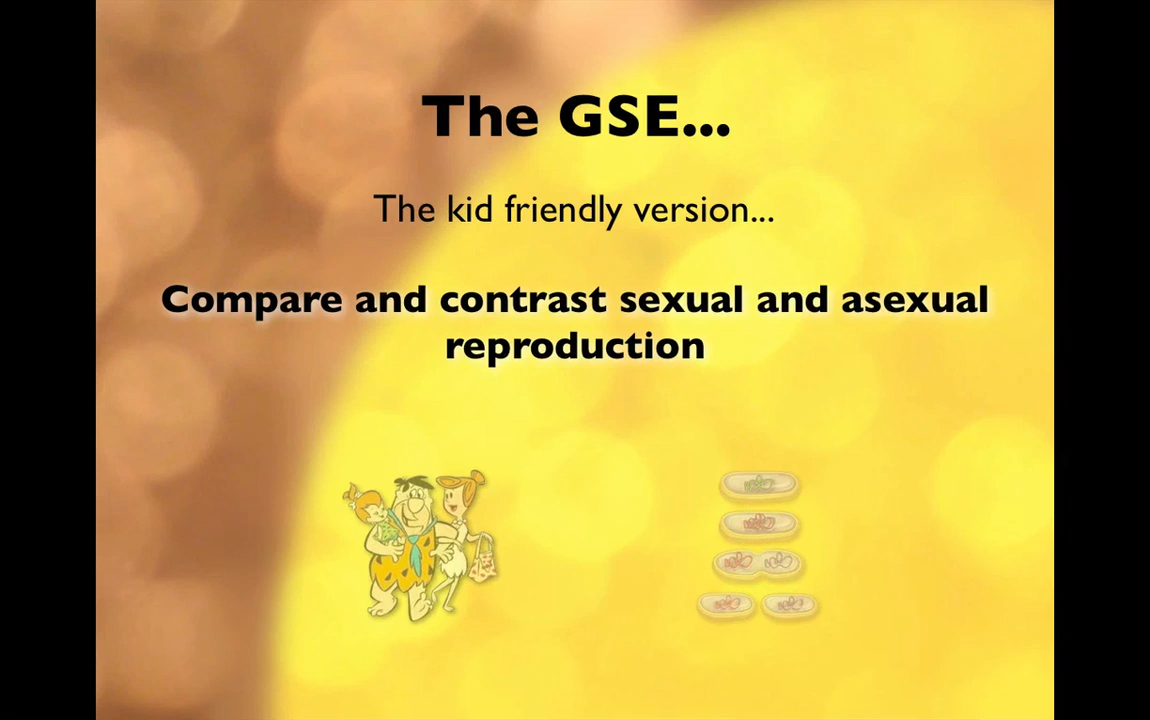 The GSE...
The kid friendly version...
Compare and contrast sexual and asexual
reproduction